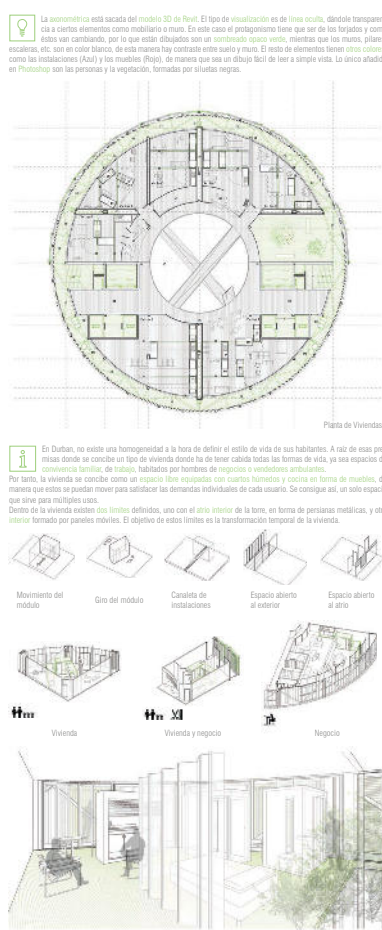 La axonométrica está sacada del modelo 3D de Revit. El tipo de visualización es de línea oculta, dándole transparen-
cia a ciertos elementos como mobiliario o muro. En este caso el protagonismo tiene que ser de los forjados y com
éstos van cambiando, por lo que están dibujados son un sombreado opaco verde, mientras que los muros, pilare
escaleras, etc. son en color blanco, de esta manera hay contraste entre suelo y muro. El resto de elementos tienen otros colore
como las instalaciones (Azul) y los muebles (Rojo), de manera que sea un dibujo fácil de leer a simple vista. Lo único añadid
en Photoshop son las personas y la vegetación, formadas por siluetas negras.
Planta de Viviendas
En Durban, no existe una homogeneidad a la hora de definir el estilo de vida de sus habitantes. A raíz de esas pre
misas donde se concibe un tipo de vivienda donde ha de tener cabida todas las formas de vida, ya sea espacios d
convivencia familiar, de trabajo, habitados por hombres de negocios o vendedores ambulantes.
Por tanto, la vivienda se concibe como un espacio libre equipadas con cuartos húmedos y cocina en forma de muebles, d
manera que estos se puedan mover para satisfacer las demandas individuales de cada usuario. Se consigue así, un solo espaci
que sirve para múltiples usos.
Dentro de la vivienda existen dos límites definidos, uno con el atrio interior de la torre, en forma de persianas metálicas, y ot
interior formado por paneles móviles. El objetivo de estos límites es la transformación temporal de la vivienda.
Movimiento del módulo
Giro del módulo
Canaleta de instalaciones
Espacio abierto al exterior
Espacio abierto al atrio
Vivienda
Vivienda y negocio
Negocio